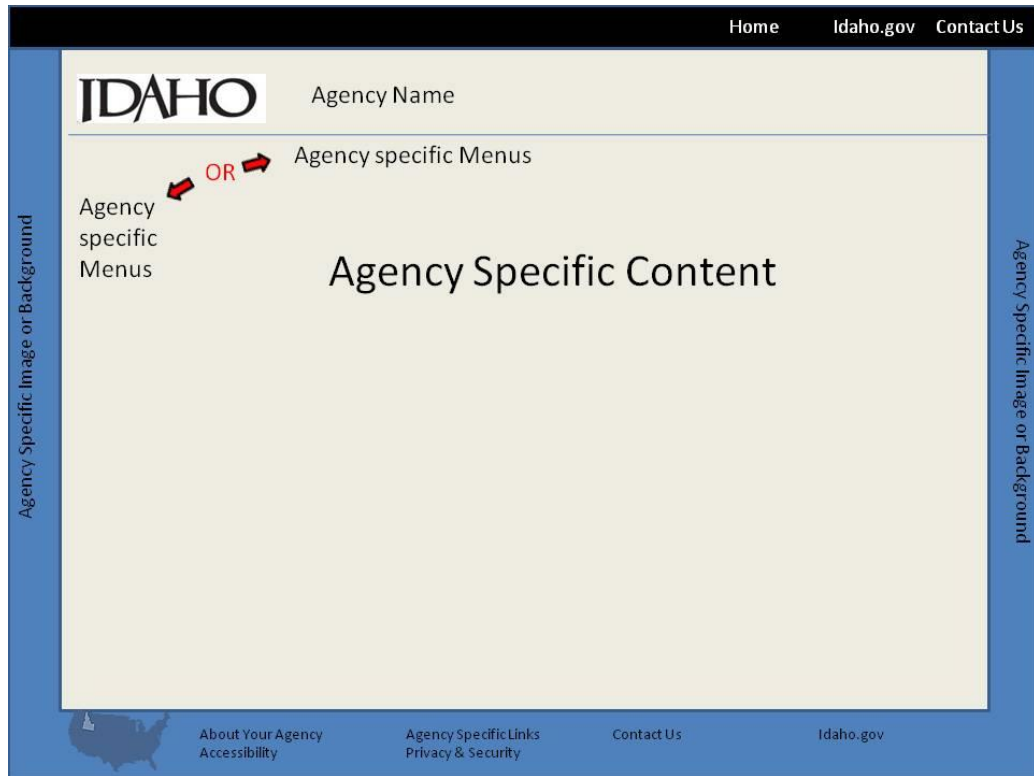 Home Idaho.gov Contact Us
IDAHO Agency Name
OR Agency specific Menus
Agency
specific
Menus
Agency Specific Content
Agency Specific Image or Background
Agency Specific Image or Background
About Your Agency Agency Specific Links Contact Us Idaho.gov
Accessibility Privacy & Security